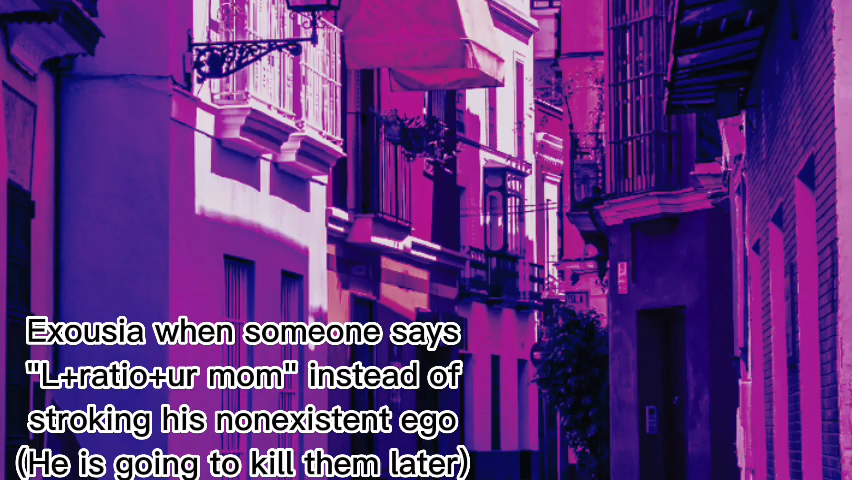 Exousia when someone says
"L+ratio+ur mom" instead of
stroking his nonexistent ego
(He is going to kill them later)